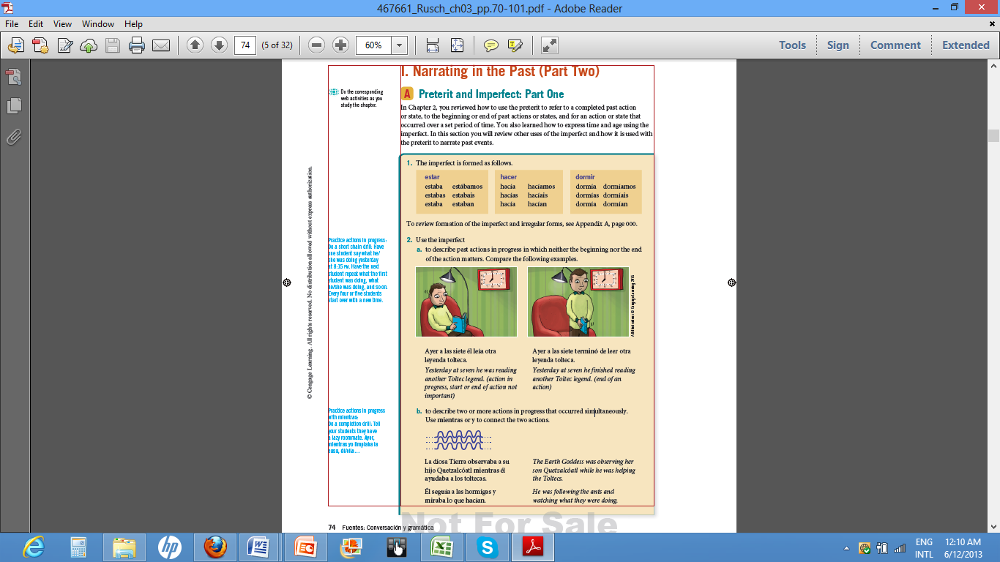 467661_Rusch_ch03_pp.70-101.pdf - Adobe Reader
File Edit View Window Help
74 (5 of 32) 60% Tools Sign Comment Extended
I. Narrating in the Past (Part Two)
Do the corresponding
web activities as you
study the chapter.
A Preterit and Imperfect: Part One
In Chapter 2, you reviewed how to use the preterit to refer to a completed past action
or state, to the beginning or end of past actions or states, and for an action or state that
occurred over a set period of time. You also learned how to express time and age using the
imperfect. In this section you will review other uses of the imperfect and how it is used with
the preterit to narrate past events.
© Cengage Learning. All rights reserved. No distribution allowed without express authorization.
1. The imperfect is formed as follows.
estar hacer dormir
estaba estábamos hacía hacíamos dormía dormíamos
estabas estabais hacías hacíais dormías dormíais
estaba estaban hacía hacían dormía dormían
To review formation of the imperfect and irregular forms, see Appendix A, page 000.
Practice actions in progress:
Do a short chain drill: Have
one student say what he/
she was doing yesterday
at 8:15 PM. Have the next
student repeat what the first
student was doing, what
he/she was doing, and so on.
Every four or five students
start over with a new time.
2. Use the imperfect
a. to describe past actions in progress in which neither the beginning nor the end
of the action matters. Compare the following examples.
Ayer a las siete él leía otra
leyenda tolteca.
Yesterday at seven he was reading
another Toltec legend. (action in
progress, start or end of action not
important)
Ayer a las siete terminó de leer otra
leyenda tolteca.
Yesterday at seven he finished reading
another Toltec legend. (end of an
action)
Practice actions in progress
with mientras:
Do a completion drill: Tell
your students they have
a lazy roommate. Ayer,
mientras yo limpiaba la
casa, él/ella…
b. to describe two or more actions in progress that occurred simultaneously.
Use mientras or y to connect the two actions.
La diosa Tierra observaba a su
hijo Quetzalcóatl mientras él
ayudaba a los toltecas.
The Earth Goddess was observing her
son Quetzalcóatl while he was helping
the Toltecs.
Él seguía a las hormigas y
miraba lo que hacían.
He was following the ants and
watching what they were doing.
Not For Sale
74 Fuentes: Conversación y gramática
ENG 12:10 AM
INTL 6/12/2013